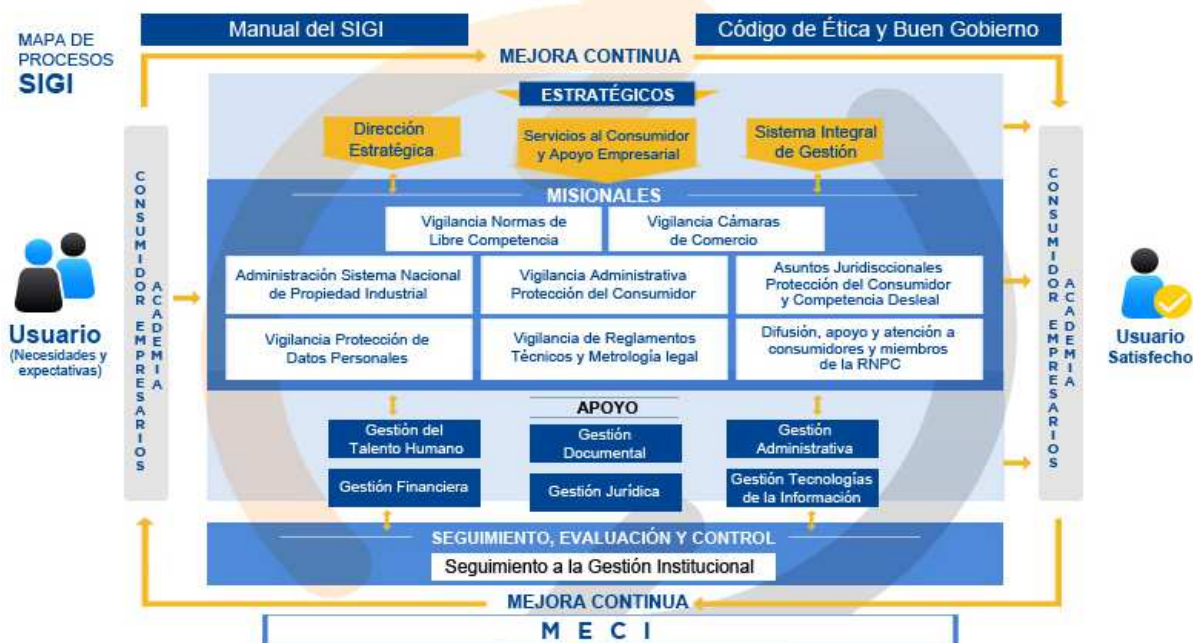 MAPA DE
PROCESOS
SIGI
Manual del SIGI
Código de Ética y Buen Gobierno
MEJORA CONTINUA
ESTRATÉGICOS
Dirección
Estratégica
Servicios al Consumidor
y Apoyo Empresarial
Sistema Integral
de Gestión
MISIONALES
Vigilancia Normas de
Libre Competencia
Vigilancia Cámaras
de Comercio
Administración Sistema Nacional
de Propiedad Industrial
Vigilancia Administrativa
Protección del Consumidor
Asuntos Juridisccionales
Protección del Consumidor
y Competencia Desleal
Vigilancia Protección de
Datos Personales
Vigilancia de Reglamentos
Técnicos y Metrología legal
Difusión, apoyo y atención a
consumidores y miembros
de la RNPC
Usuario
(Necesidades y
expectativas)
CONSUMIDOR EMPRESARIOS
ACADEMIA
CONSUMIDOR EMPRESARIOS
ACADEMIA
Usuario
Satisfecho
APOYO
Gestión del
Talento Humano
Gestión
Documental
Gestión
Administrativa
Gestión Financiera
Gestión Jurídica
Gestión Tecnologías
de la Información
SEGUIMIENTO, EVALUACIÓN Y CONTROL
Seguimiento a la Gestión Institucional
MEJORA CONTINUA
MECI